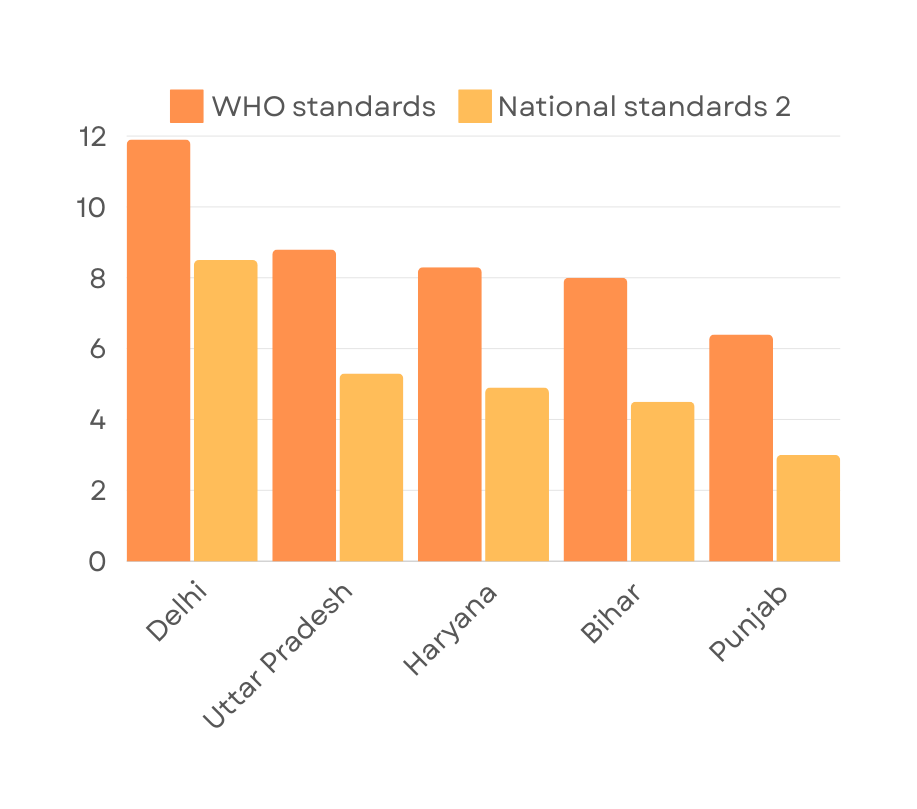 WHO standards National standards 2
12
10
8
6
4
2
0
Delhi
Uttar Pradesh
Haryana
Bihar
Punjab